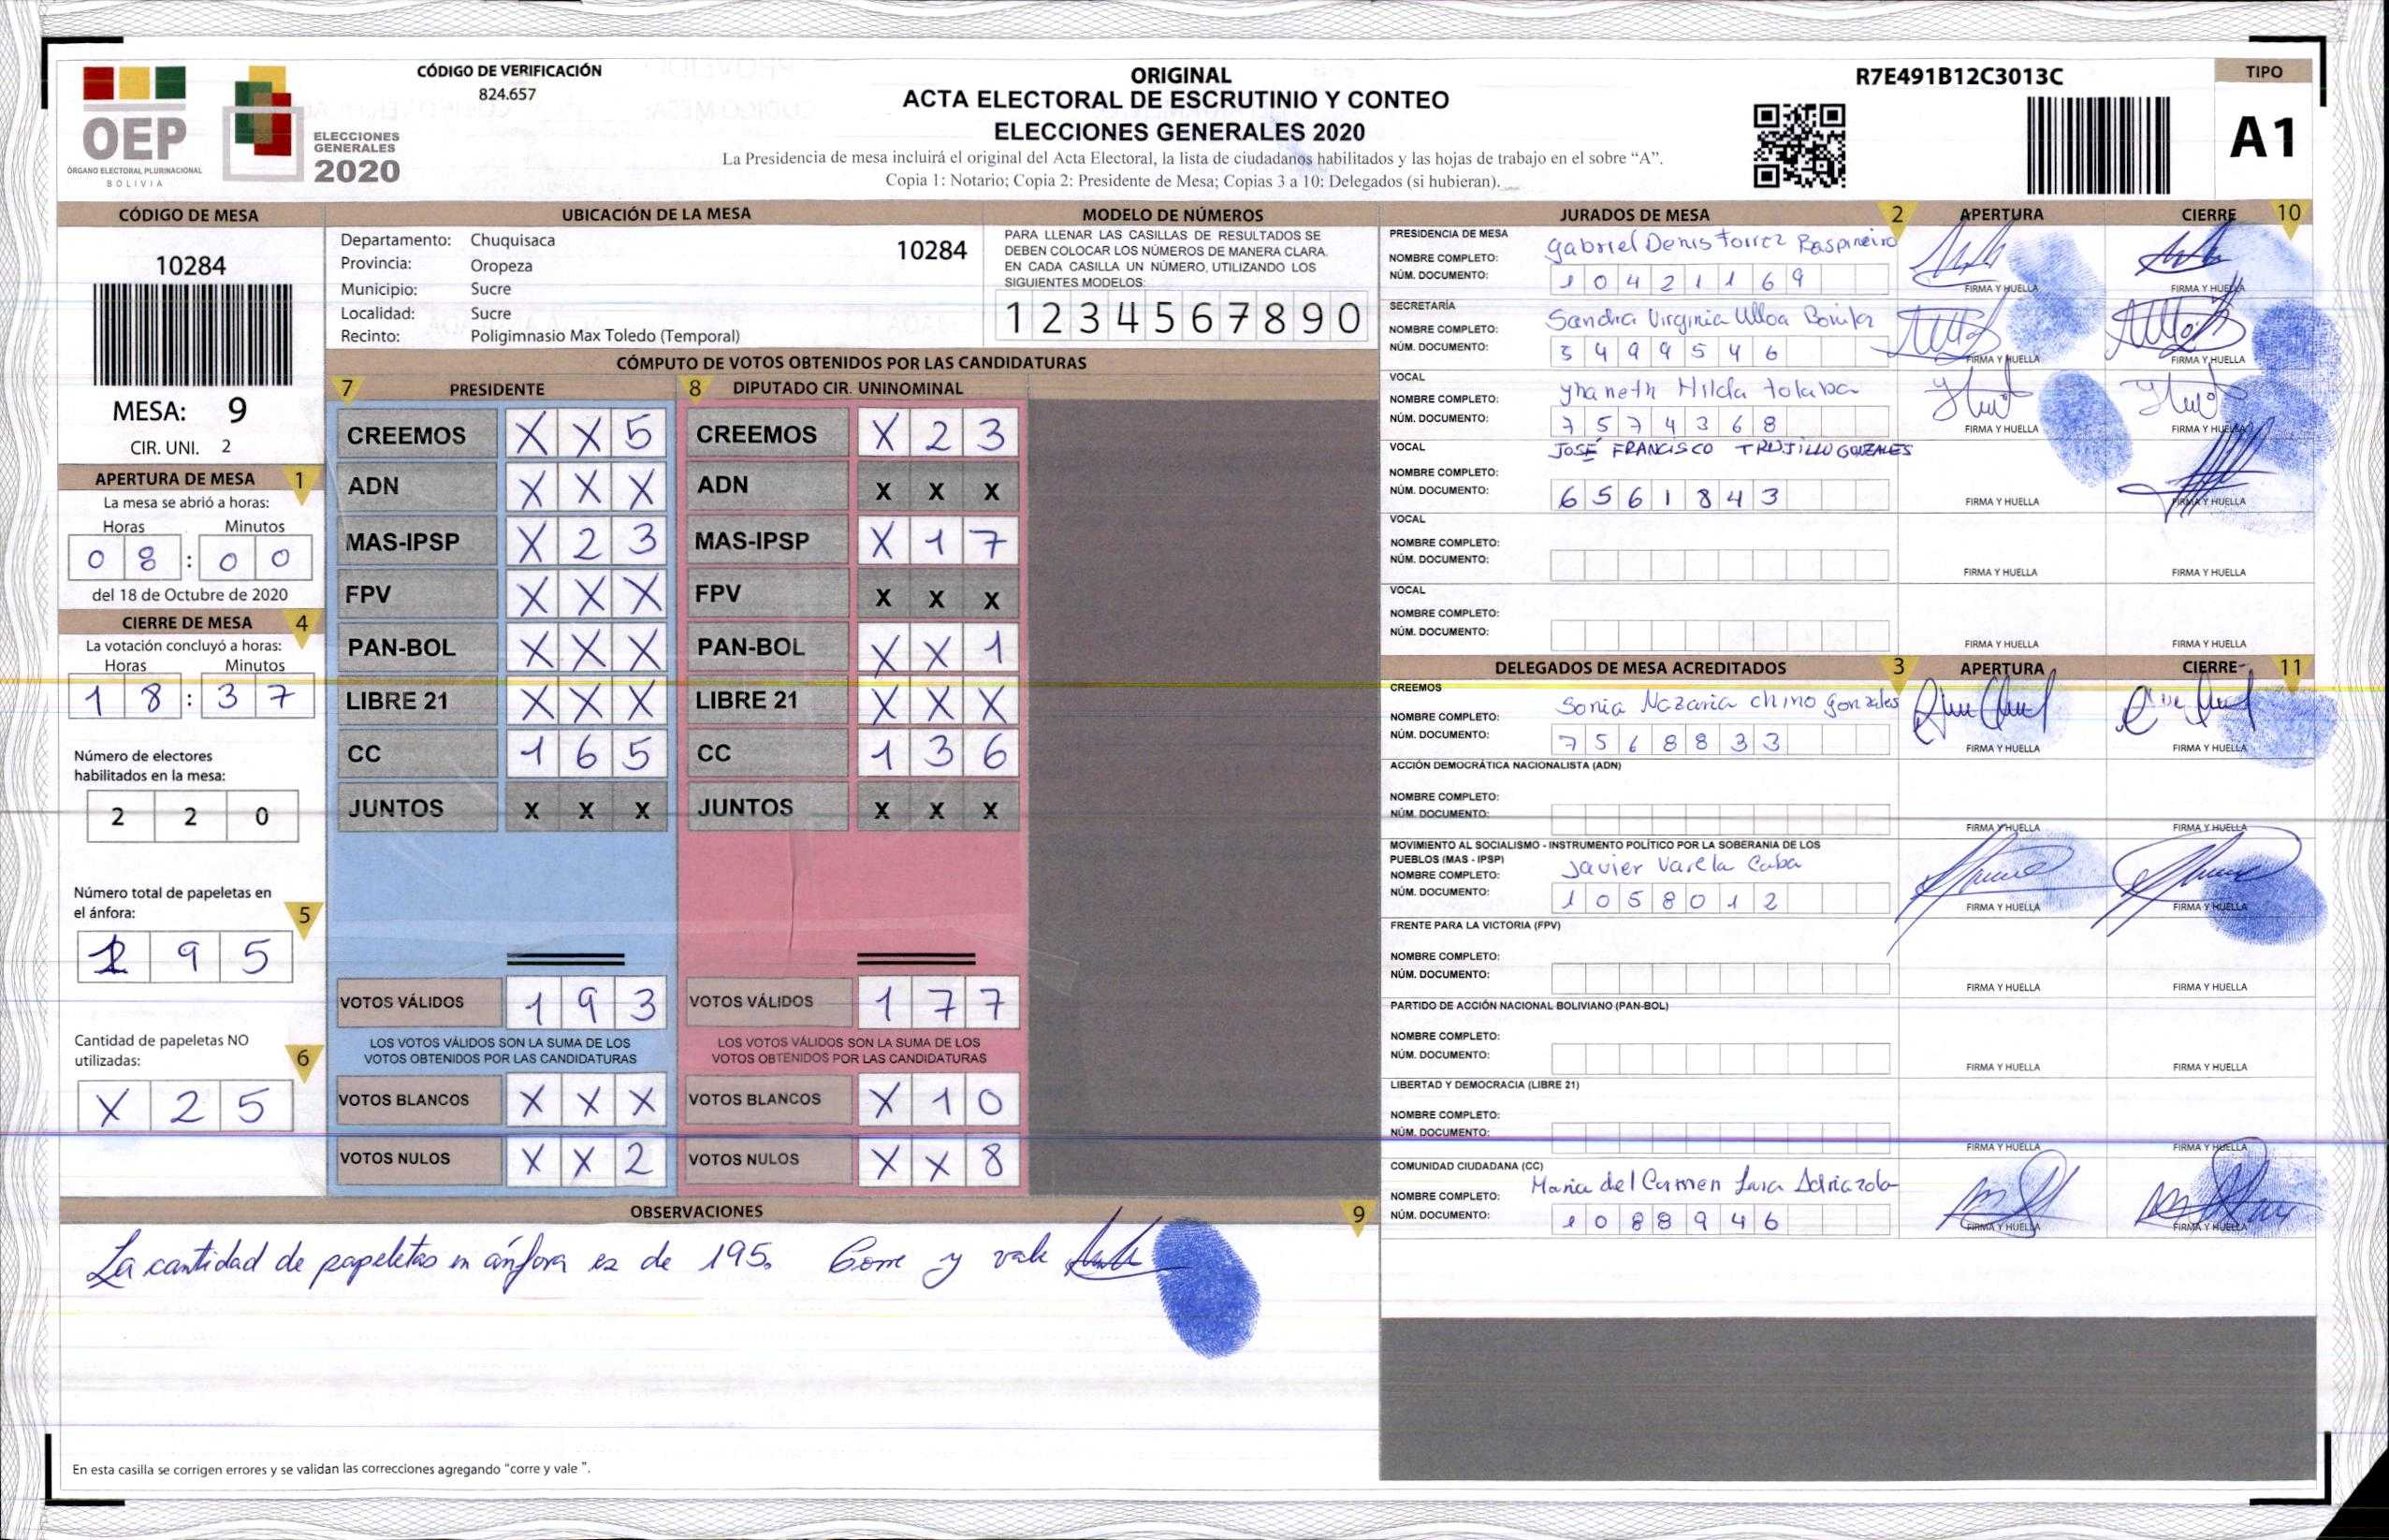 OEP
ÓRGANO ELECTORAL PLURINACIONAL
BOLIVIA
ELECCIONES
GENERALES
2020
CÓDIGO DE VERIFICACIÓN
824.657
ORIGINAL
ACTA ELECTORAL DE ESCRUTINIO Y CONTEO
ELECCIONES GENERALES 2020
La Presidencia de mesa incluirá el original del Acta Electoral, la lista de ciudadanos habilitados y las hojas de trabajo en el sobre “A”.
Copia 1: Notario; Copia 2: Presidente de Mesa; Copias 3 a 10: Delegados (si hubieran).
R7E491B12C3013C
TIPO
A1
CÓDIGO DE MESA
10284
MESA: 9
CIR. UNI. 2
APERTURA DE MESA 1
La mesa se abrió a horas:
Horas Minutos
0 8 : 0 0
del 18 de Octubre de 2020
CIERRE DE MESA 4
La votación concluyó a horas:
Horas Minutos
1 8 : 3 7
Número de electores
habilitados en la mesa:
2 2 0
Número total de papeletas en
el ánfora: 5
1 9 5
Cantidad de papeletas NO
utilizadas: 6
X 2 5
UBICACIÓN DE LA MESA
Departamento: Chuquisaca 10284
Provincia: Oropeza
Municipio: Sucre
Localidad: Sucre
Recinto: Poligimnasio Max Toledo (Temporal)
MODELO DE NÚMEROS
PARA LLENAR LAS CASILLAS DE RESULTADOS SE
DEBEN COLOCAR LOS NÚMEROS DE MANERA CLARA.
EN CADA CASILLA UN NÚMERO, UTILIZANDO LOS
SIGUIENTES MODELOS:
1 2 3 4 5 6 7 8 9 0
CÓMPUTO DE VOTOS OBTENIDOS POR LAS CANDIDATURAS
7 PRESIDENTE 8 DIPUTADO CIR. UNINOMINAL
CREEMOS X X 5 CREEMOS X 2 3
ADN X X X ADN X X X
MAS-IPSP X 2 3 MAS-IPSP X 1 7
FPV X X X FPV X X X
PAN-BOL X X X PAN-BOL X X 1
LIBRE 21 X X X LIBRE 21 X X X
CC 1 6 5 CC 1 3 6
JUNTOS X X X JUNTOS X X X
VOTOS VÁLIDOS 1 9 3 VOTOS VÁLIDOS 1 7 7
LOS VOTOS VÁLIDOS SON LA SUMA DE LOS LOS VOTOS VÁLIDOS SON LA SUMA DE LOS
VOTOS OBTENIDOS POR LAS CANDIDATURAS VOTOS OBTENIDOS POR LAS CANDIDATURAS
VOTOS BLANCOS X X X VOTOS BLANCOS X 1 0
VOTOS NULOS X X 2 VOTOS NULOS X X 8
OBSERVACIONES 9
La cantidad de papeletas en ánfora es de 195. Corre y vale
En esta casilla se corrigen errores y se validan las correcciones agregando “corre y vale ”.
JURADOS DE MESA 2 APERTURA CIERRE 10
PRESIDENCIA DE MESA
NOMBRE COMPLETO: Gabriel Denis Torrez Raspineiro
NÚM. DOCUMENTO: 1 0 4 2 1 1 6 9 FIRMA Y HUELLA FIRMA Y HUELLA
SECRETARÍA
NOMBRE COMPLETO: Sandra Virginia Ulloa
NÚM. DOCUMENTO: 5 4 9 9 5 4 6 FIRMA Y HUELLA FIRMA Y HUELLA
VOCAL
NOMBRE COMPLETO: Yhaneth Hilda Tolaba
NÚM. DOCUMENTO: 7 5 7 4 3 6 8 FIRMA Y HUELLA FIRMA Y HUELLA
VOCAL JOSÉ FRANCISCO TRUJILLO GONZALES
NOMBRE COMPLETO:
NÚM. DOCUMENTO: 6 5 6 1 8 4 3 FIRMA Y HUELLA FIRMA Y HUELLA
VOCAL
NOMBRE COMPLETO:
NÚM. DOCUMENTO: FIRMA Y HUELLA FIRMA Y HUELLA
VOCAL
NOMBRE COMPLETO:
NÚM. DOCUMENTO: FIRMA Y HUELLA FIRMA Y HUELLA
DELEGADOS DE MESA ACREDITADOS 3 APERTURA CIERRE 11
CREEMOS
NOMBRE COMPLETO: Sonia Nazaria Chino Gonzales
NÚM. DOCUMENTO: 7 5 6 8 8 3 3 FIRMA Y HUELLA FIRMA Y HUELLA
ACCIÓN DEMOCRÁTICA NACIONALISTA (ADN)
NOMBRE COMPLETO:
NÚM. DOCUMENTO: FIRMA Y HUELLA FIRMA Y HUELLA
MOVIMIENTO AL SOCIALISMO - INSTRUMENTO POLÍTICO POR LA SOBERANIA DE LOS
PUEBLOS (MAS - IPSP)
NOMBRE COMPLETO: Javier Varela Caba
NÚM. DOCUMENTO: 1 0 5 8 0 1 2 FIRMA Y HUELLA FIRMA Y HUELLA
FRENTE PARA LA VICTORIA (FPV)
NOMBRE COMPLETO:
NÚM. DOCUMENTO: FIRMA Y HUELLA FIRMA Y HUELLA
PARTIDO DE ACCIÓN NACIONAL BOLIVIANO (PAN-BOL)
NOMBRE COMPLETO:
NÚM. DOCUMENTO: FIRMA Y HUELLA FIRMA Y HUELLA
LIBERTAD Y DEMOCRACIA (LIBRE 21)
NOMBRE COMPLETO:
NÚM. DOCUMENTO: FIRMA Y HUELLA FIRMA Y HUELLA
COMUNIDAD CIUDADANA (CC)
NOMBRE COMPLETO: Maria del Carmen Lara Adriazola
NÚM. DOCUMENTO: 1 0 8 8 9 4 6 FIRMA Y HUELLA FIRMA Y HUELLA